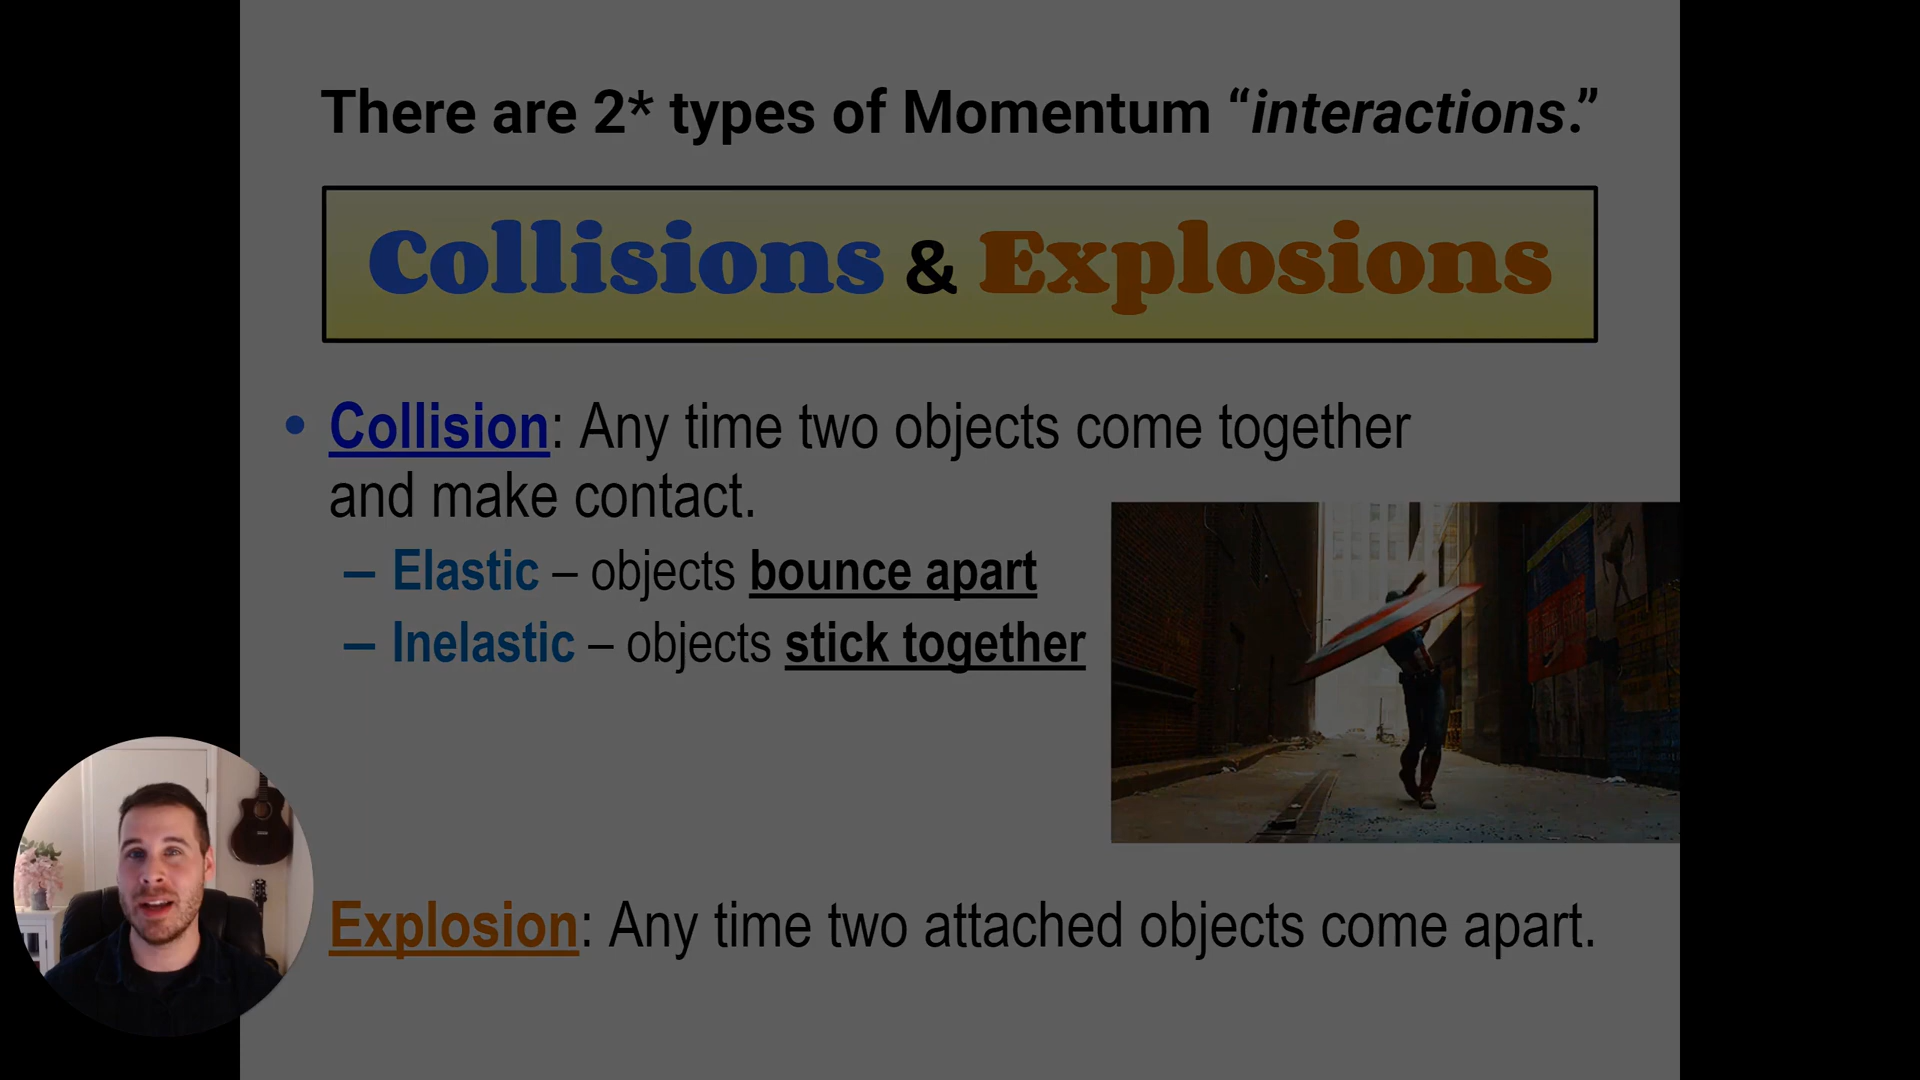 There are 2* types of Momentum “interactions.”
Collisions & Explosions
• Collision: Any time two objects come together
and make contact.
– Elastic – objects bounce apart
– Inelastic – objects stick together
Explosion: Any time two attached objects come apart.